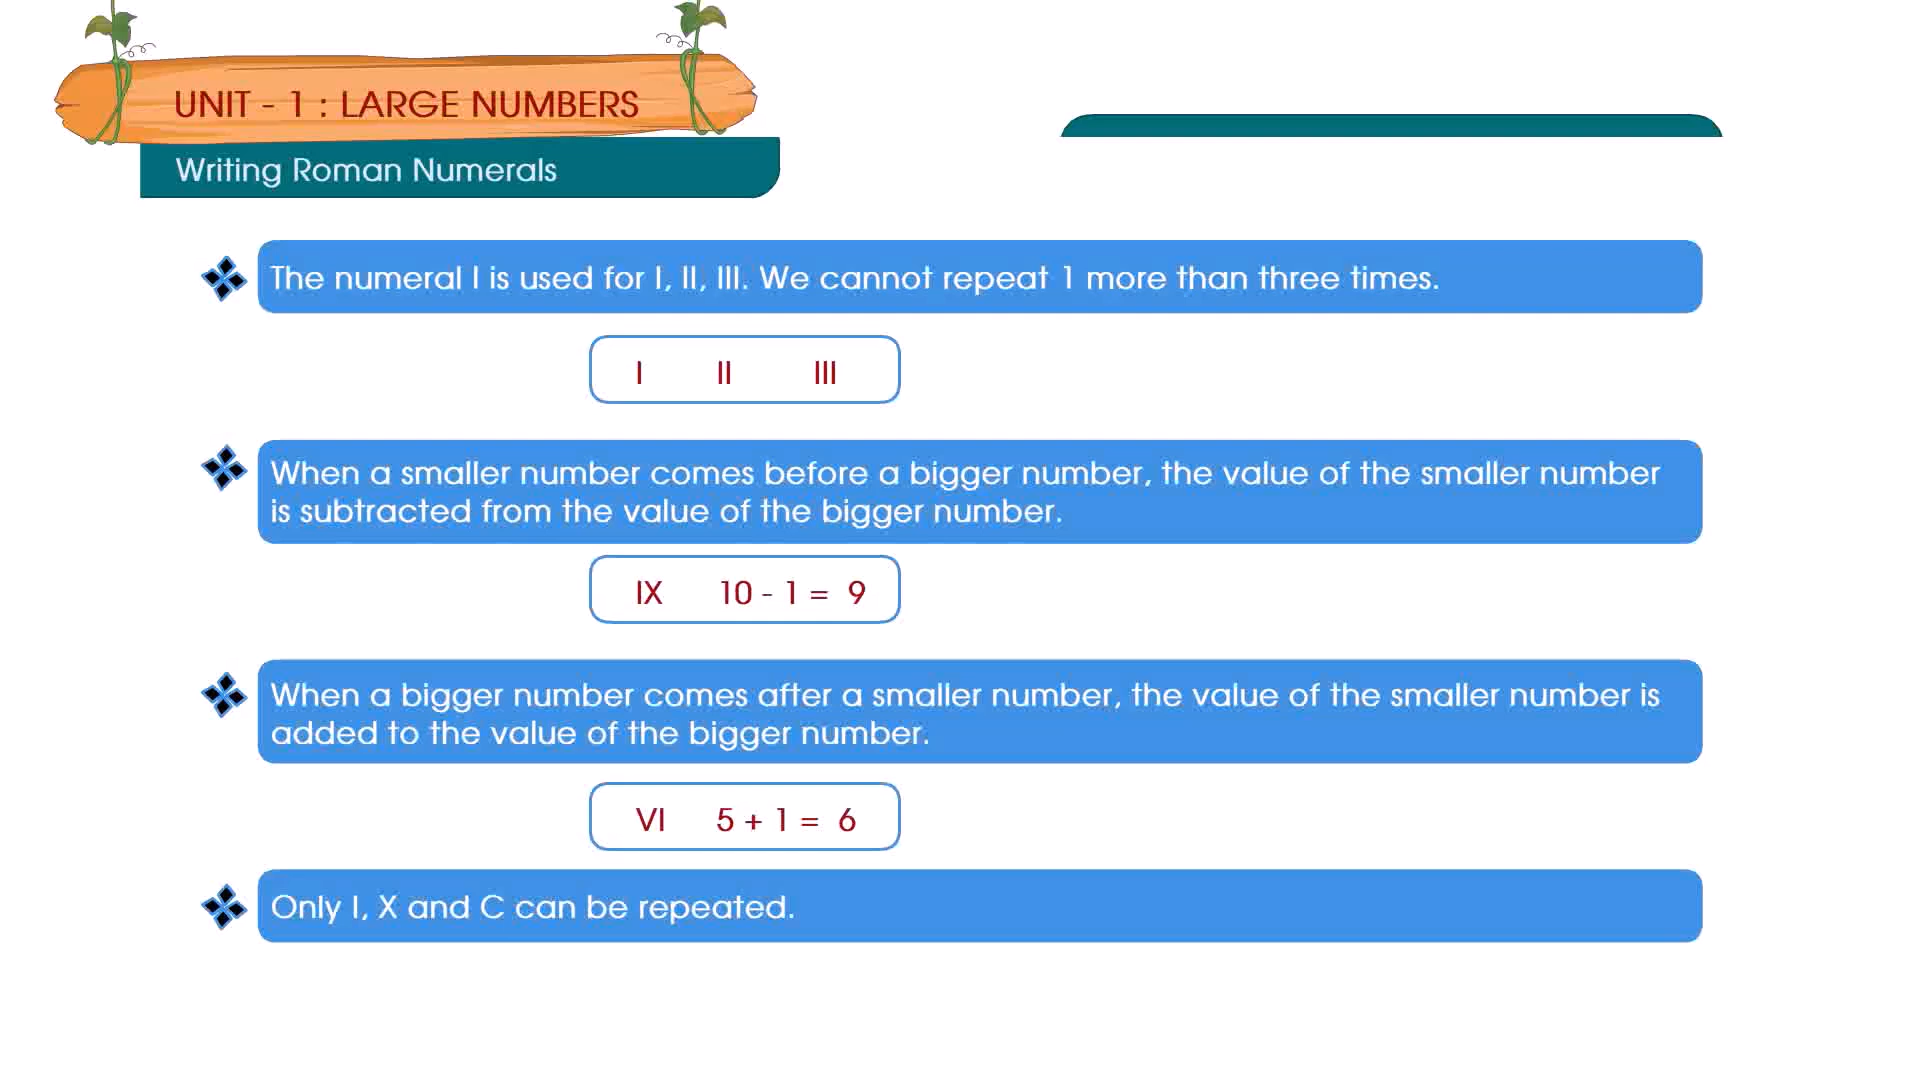 UNIT - 1 : LARGE NUMBERS
Writing Roman Numerals
The numeral I is used for I, II, III. We cannot repeat 1 more than three times.
I II III
When a smaller number comes before a bigger number, the value of the smaller number
is subtracted from the value of the bigger number.
IX 10 - 1 = 9
When a bigger number comes after a smaller number, the value of the smaller number is
added to the value of the bigger number.
VI 5 + 1 = 6
Only I, X and C can be repeated.